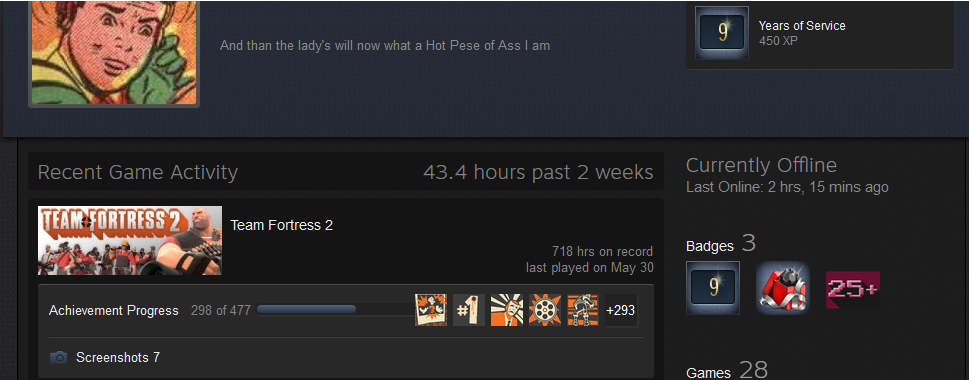 And than the lady's will now what a Hot Pese of Ass I am
9
Years of Service
450 XP
Recent Game Activity
43.4 hours past 2 weeks
TEAM FORTRESS 2
Team Fortress 2
718 hrs on record
last played on May 30
Achievement Progress 298 of 477
#1
+293
Screenshots 7
Currently Offline
Last Online: 2 hrs, 15 mins ago
Badges 3
9
25+
Games 28